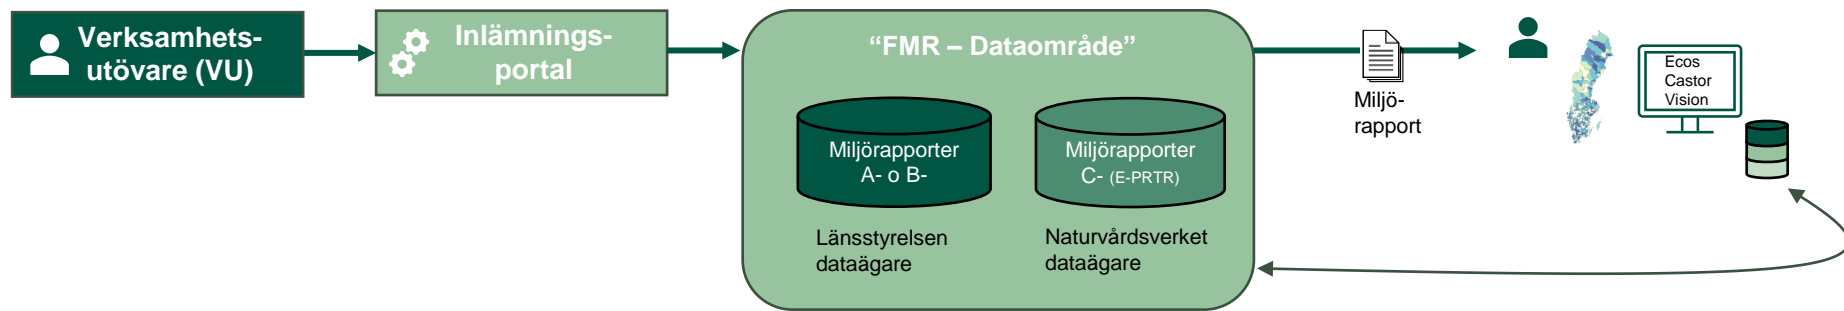 Verksamhets-
utövare (VU)
Inlämnings-
portal
“FMR – Dataområde”
Miljörapporter
A- o B-
Länsstyrelsen
dataägare
Miljörapporter
C- (E-PRTR)
Naturvårdsverket
dataägare
Miljö-
rapport
Ecos
Castor
Vision